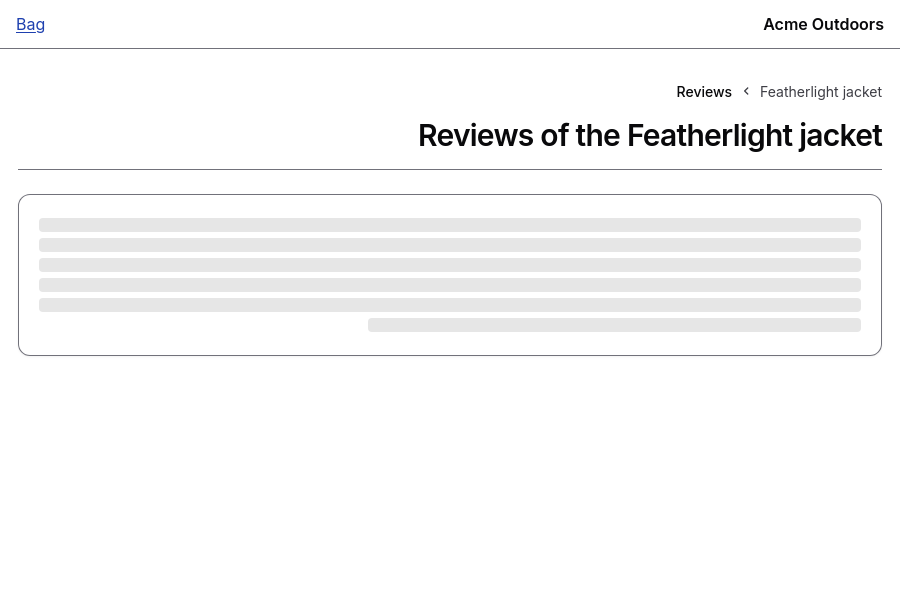 Acme Outdoors
Bag
Featherlight jacket
Reviews
Reviews of the Featherlight jacket